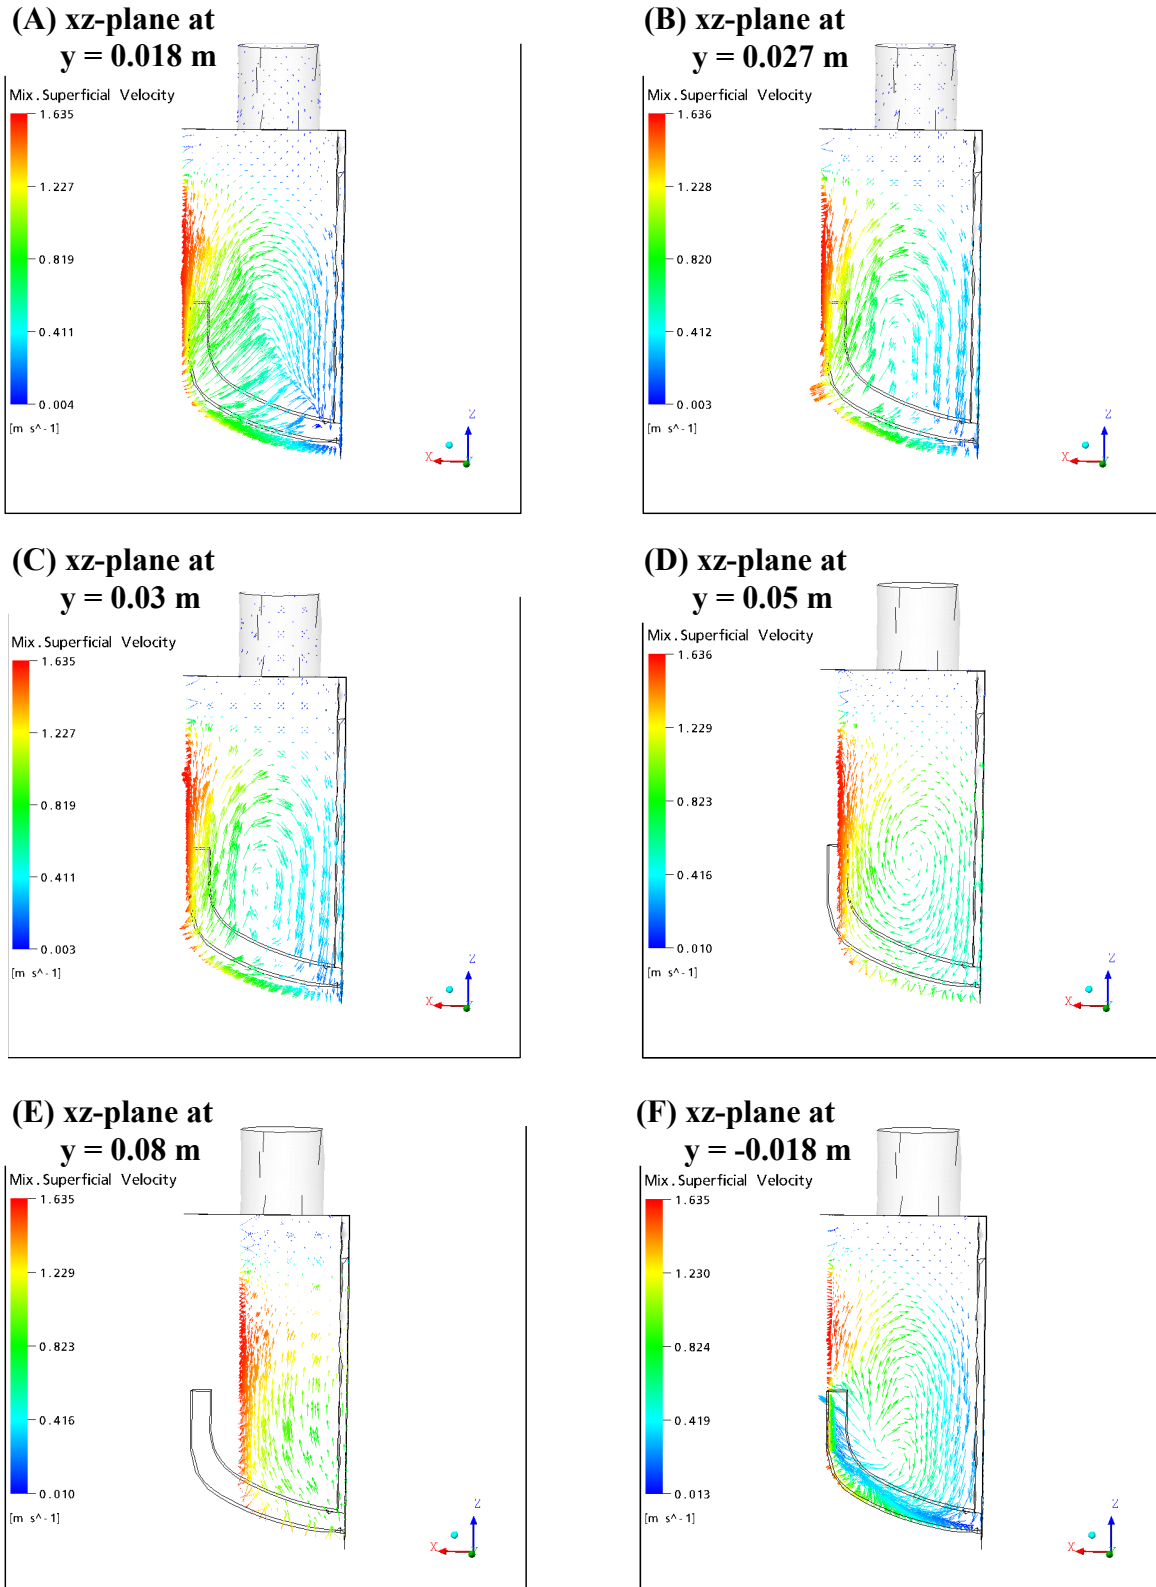 (A) xz-plane at
y = 0.018 m
Mix.Superficial Velocity
1.635
1.227
0.819
0.411
0.004
[m s^-1]
Z
X
(B) xz-plane at
y = 0.027 m
Mix.Superficial Velocity
1.636
1.228
0.820
0.412
0.003
[m s^-1]
Z
X
(C) xz-plane at
y = 0.03 m
Mix.Superficial Velocity
1.635
1.227
0.819
0.411
0.003
[m s^-1]
Z
X
(D) xz-plane at
y = 0.05 m
Mix.Superficial Velocity
1.636
1.229
0.823
0.416
0.010
[m s^-1]
Z
X
(E) xz-plane at
y = 0.08 m
Mix.Superficial Velocity
1.635
1.229
0.823
0.416
0.010
[m s^-1]
Z
X
(F) xz-plane at
y = -0.018 m
Mix.Superficial Velocity
1.635
1.230
0.824
0.419
0.013
[m s^-1]
Z
X